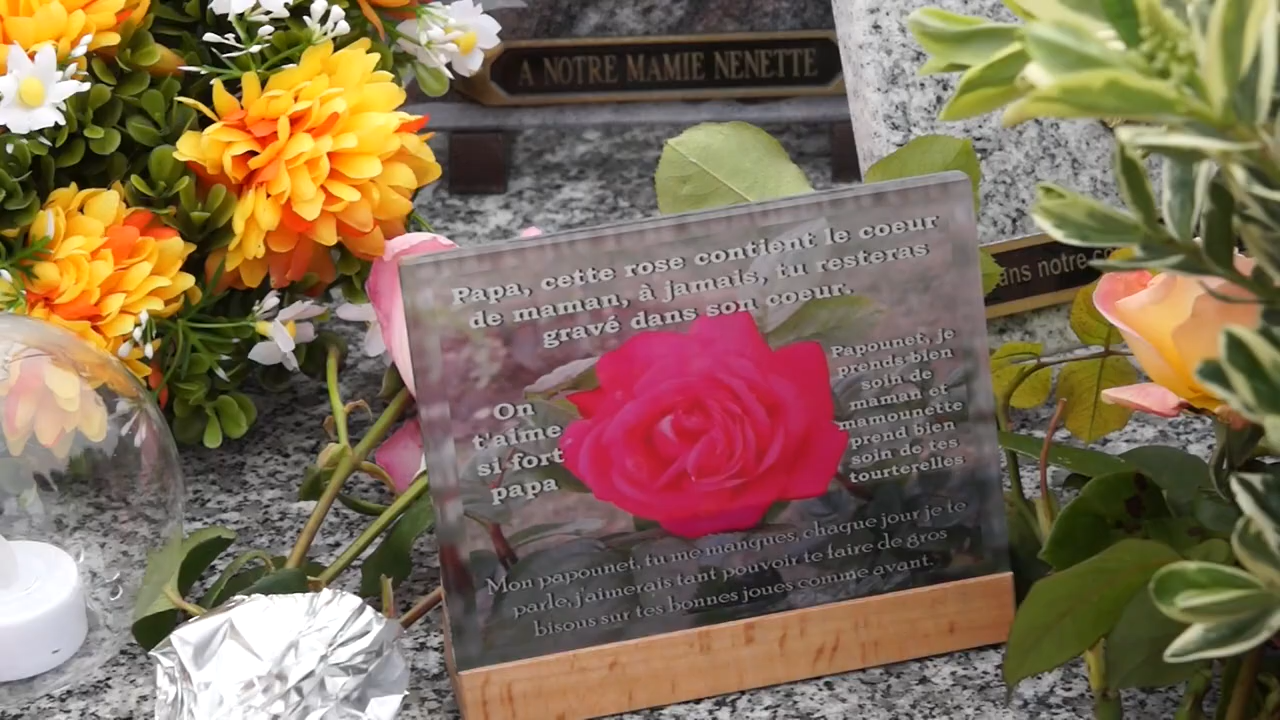 A NOTRE MAMIE NENETTE
Papa, cette rose contient le coeur
de maman, à jamais, tu resteras
gravé dans son coeur.
On
t'aime
si fort
papa
Papounet, je
prends bien
soin de
maman et
mamounette
prend bien
soin de tes
tourterelles
Mon papounet, tu me manques, chaque jour je te
parle, j'aimerais tant pouvoir te faire de gros
bisous sur tes bonnes joues comme avant.
notre